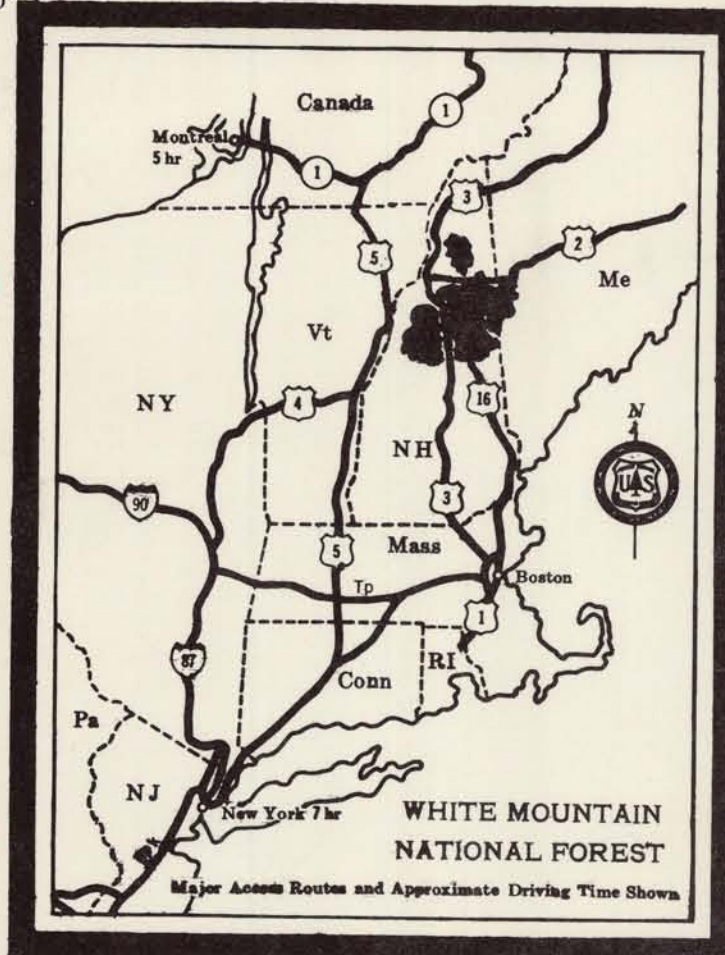 Canada
1
Montreal
5 hr
1
3
5
2
Me
Vt
NY
4
16
N
US
NH
90
3
5
Mass
Tp
Boston
1
87
RI
Conn
Pa
NJ
New York 7 hr
WHITE MOUNTAIN
NATIONAL FOREST
Major Access Routes and Approximate Driving Time Shown